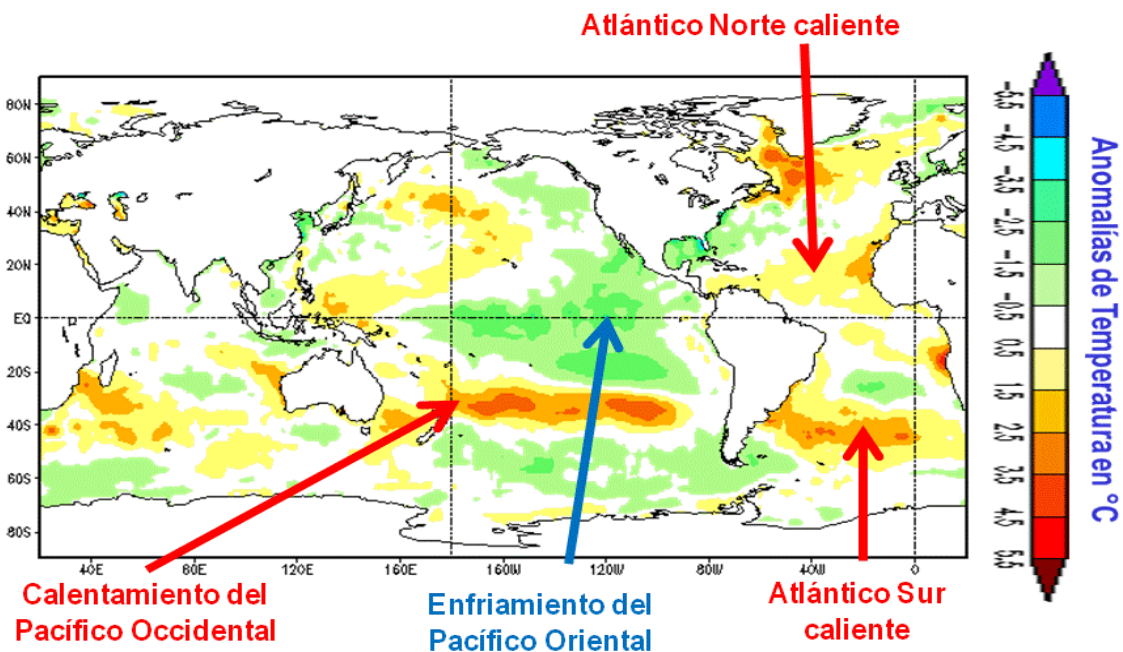 Atlántico Norte caliente
80N
60N
40N
20N
EQ
20S
40S
60S
80S
40E
80E
120E
160E
160W
120W
80W
40W
0
-5.5
-4.5
-3.5
-2.5
-1.5
-0.5
0.5
1.5
2.5
3.5
4.5
5.5
Anomalías de Temperatura en °C
Calentamiento del
Pacífico Occidental
Enfriamiento del
Pacífico Oriental
Atlántico Sur
caliente